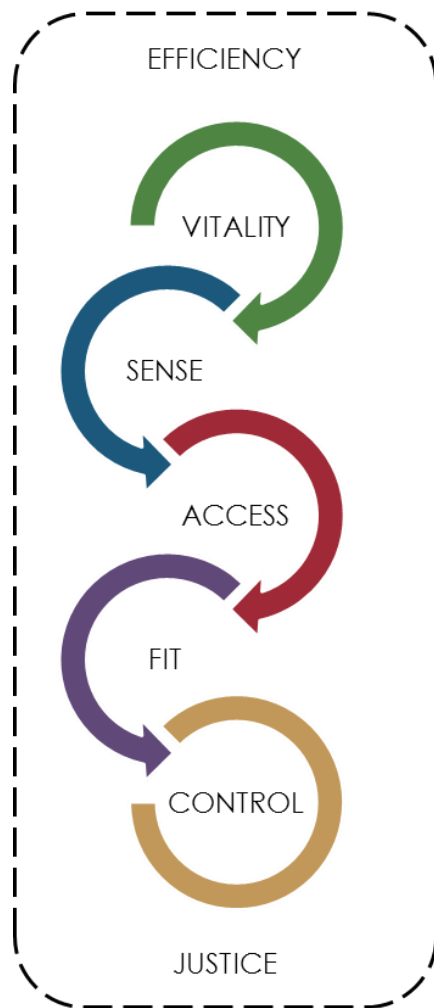 EFFICIENCY
VITALITY
SENSE
ACCESS
FIT
CONTROL
JUSTICE